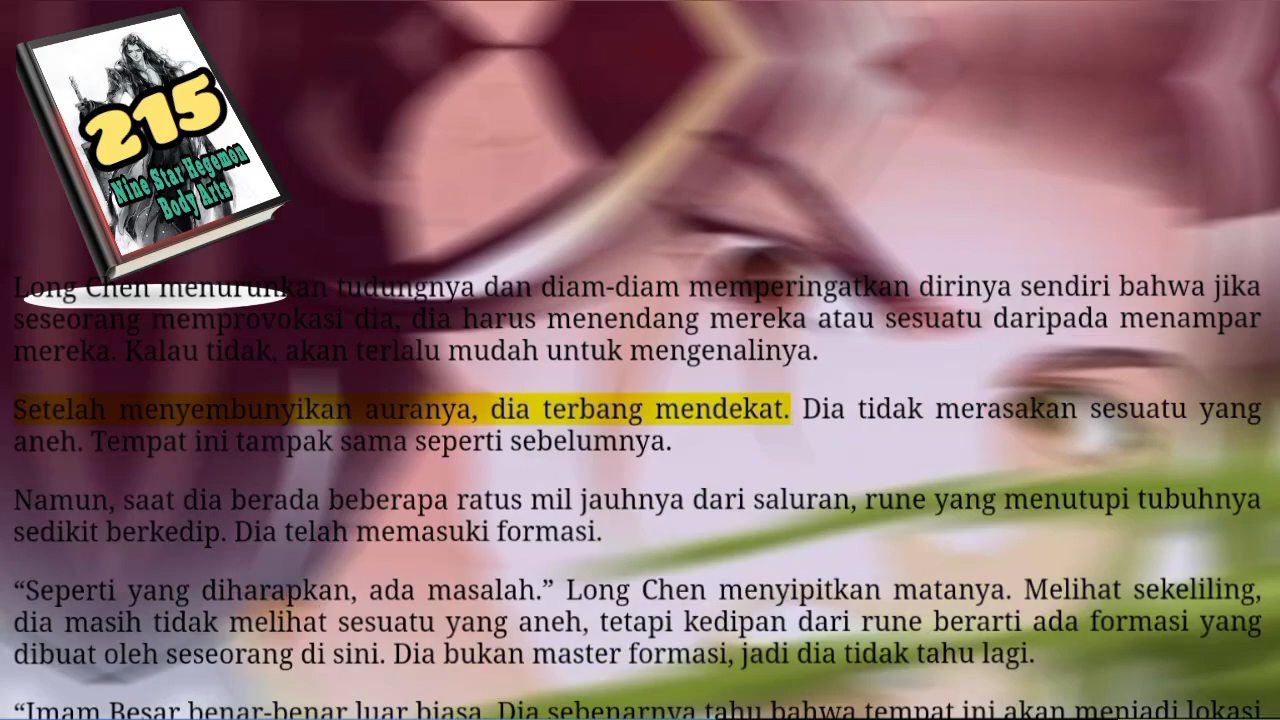 215
Nine Star Hegemon
Body Arts
Long Chen menurunkan tudungnya dan diam-diam memperingatkan dirinya sendiri bahwa jika
seseorang memprovokasi dia, dia harus menendang mereka atau sesuatu daripada menampar
mereka. Kalau tidak, akan terlalu mudah untuk mengenalinya.
Setelah menyembunyikan auranya, dia terbang mendekat. Dia tidak merasakan sesuatu yang
aneh. Tempat ini tampak sama seperti sebelumnya.
Namun, saat dia berada beberapa ratus mil jauhnya dari saluran, rune yang menutupi tubuhnya
sedikit berkedip. Dia telah memasuki formasi.
“Seperti yang diharapkan, ada masalah.” Long Chen menyipitkan matanya. Melihat sekeliling,
dia masih tidak melihat sesuatu yang aneh, tetapi kedipan dari rune berarti ada formasi yang
dibuat oleh seseorang di sini. Dia bukan master formasi, jadi dia tidak tahu lagi.
“Imam Besar benar-benar luar biasa. Dia sebenarnya tahu bahwa tempat ini akan menjadi lokasi